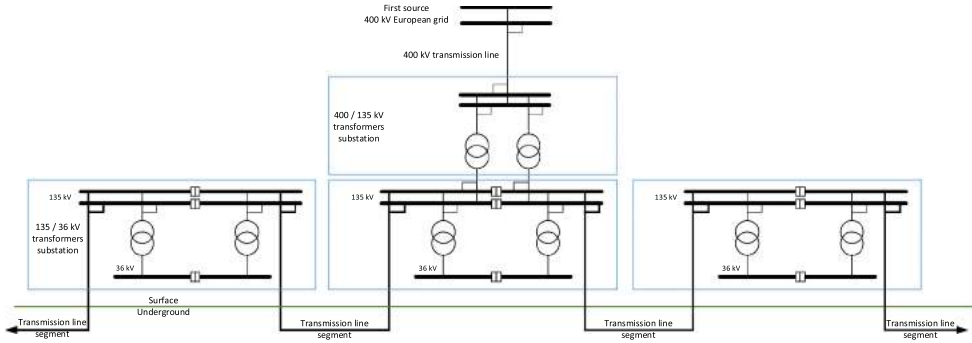 First source
400 kV European grid
400 kV transmission line
400 / 135 kV
transformers
substation
135 kV
135 kV
135 kV
135 / 36 kV
transformers
substation
36 kV
36 kV
36 kV
Surface
Underground
Transmission line
segment
Transmission line
segment
Transmission line
segment
Transmission line
segment